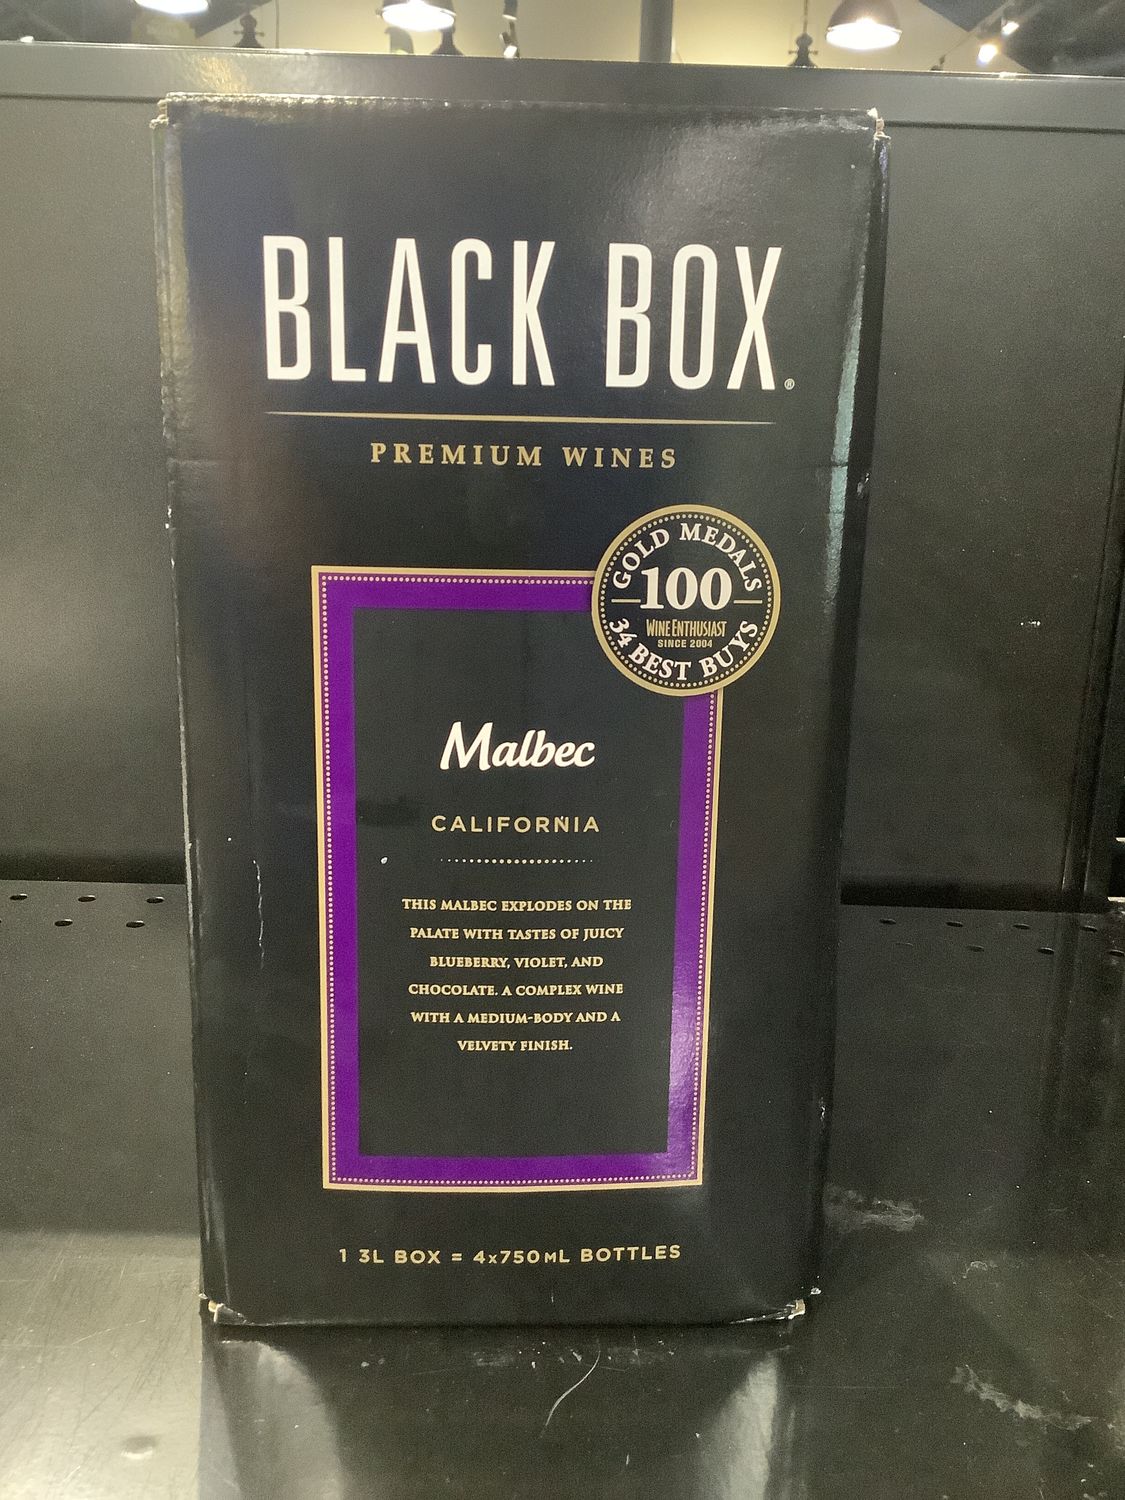 BLACK BOX®
PREMIUM WINES
GOLD MEDALS
100
WINE ENTHUSIAST
SINCE 2004
34 BEST BUYS
Malbec
CALIFORNIA
THIS MALBEC EXPLODES ON THE
PALATE WITH TASTES OF JUICY
BLUEBERRY, VIOLET, AND
CHOCOLATE. A COMPLEX WINE
WITH A MEDIUM-BODY AND A
VELVETY FINISH.
1 3L BOX = 4x750ML BOTTLES